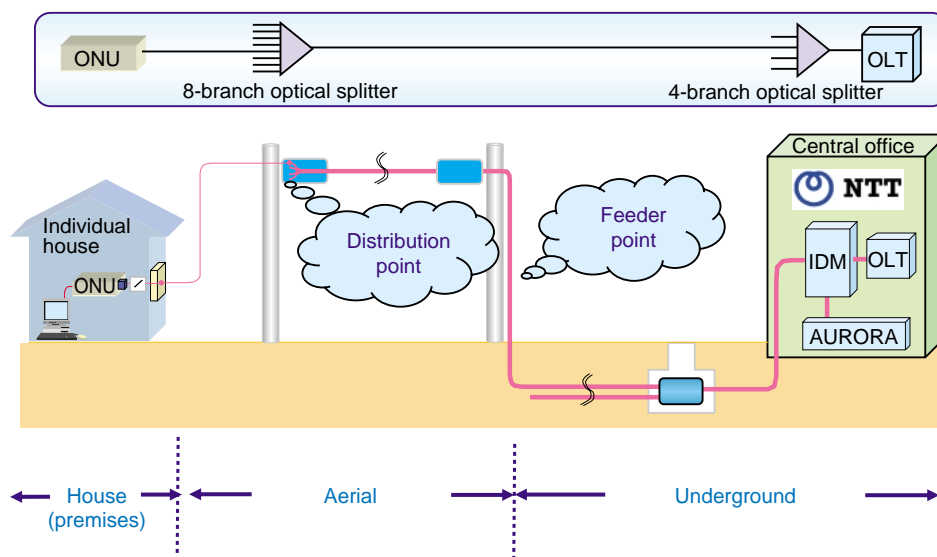 ONU
8-branch optical splitter
4-branch optical splitter
OLT
Central office
NTT
Individual
house
ONU
Distribution
point
Feeder
point
IDM
OLT
AURORA
House
(premises)
Aerial
Underground